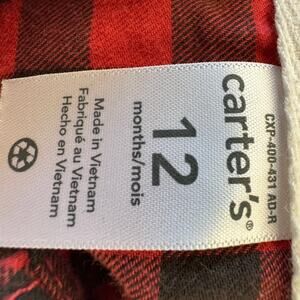 CXP-400-431 AD-R
carter's®
12
months/mois
Made in Vietnam
Fabriqué au Vietnam
Hecho en Vietnam